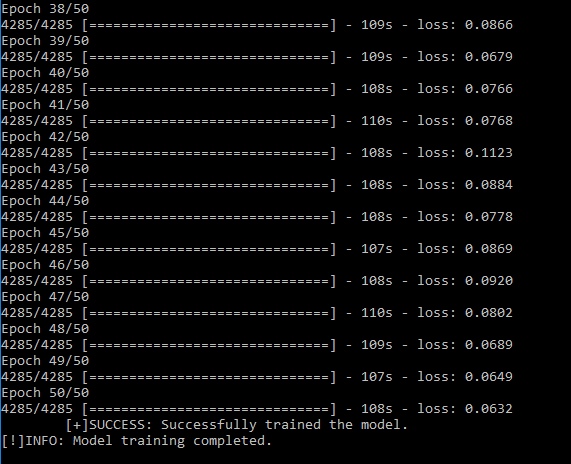 Epoch 38/50
4285/4285 [==============================] - 109s - loss: 0.0866
Epoch 39/50
4285/4285 [==============================] - 109s - loss: 0.0679
Epoch 40/50
4285/4285 [==============================] - 108s - loss: 0.0766
Epoch 41/50
4285/4285 [==============================] - 110s - loss: 0.0768
Epoch 42/50
4285/4285 [==============================] - 108s - loss: 0.1123
Epoch 43/50
4285/4285 [==============================] - 108s - loss: 0.0884
Epoch 44/50
4285/4285 [==============================] - 108s - loss: 0.0778
Epoch 45/50
4285/4285 [==============================] - 107s - loss: 0.0869
Epoch 46/50
4285/4285 [==============================] - 108s - loss: 0.0920
Epoch 47/50
4285/4285 [==============================] - 110s - loss: 0.0802
Epoch 48/50
4285/4285 [==============================] - 109s - loss: 0.0689
Epoch 49/50
4285/4285 [==============================] - 107s - loss: 0.0649
Epoch 50/50
4285/4285 [==============================] - 108s - loss: 0.0632
[+]SUCCESS: Successfully trained the model.
[!]INFO: Model training completed.